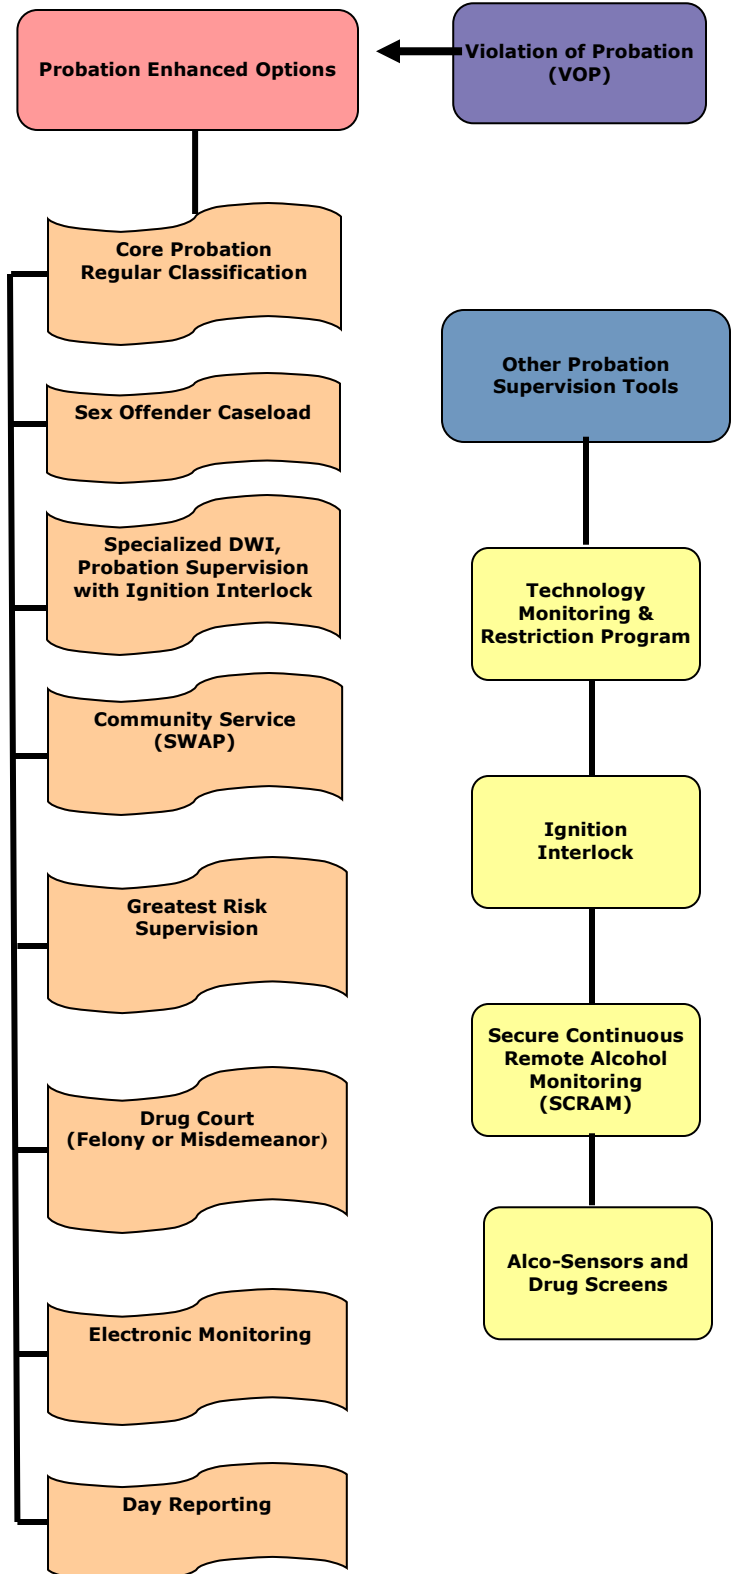 Probation Enhanced Options
Violation of Probation
(VOP)
Core Probation
Regular Classification
Sex Offender Caseload
Specialized DWI,
Probation Supervision
with Ignition Interlock
Community Service
(SWAP)
Greatest Risk
Supervision
Drug Court
(Felony or Misdemeanor)
Electronic Monitoring
Day Reporting
Other Probation
Supervision Tools
Technology
Monitoring &
Restriction Program
Ignition
Interlock
Secure Continuous
Remote Alcohol
Monitoring
(SCRAM)
Alco-Sensors and
Drug Screens